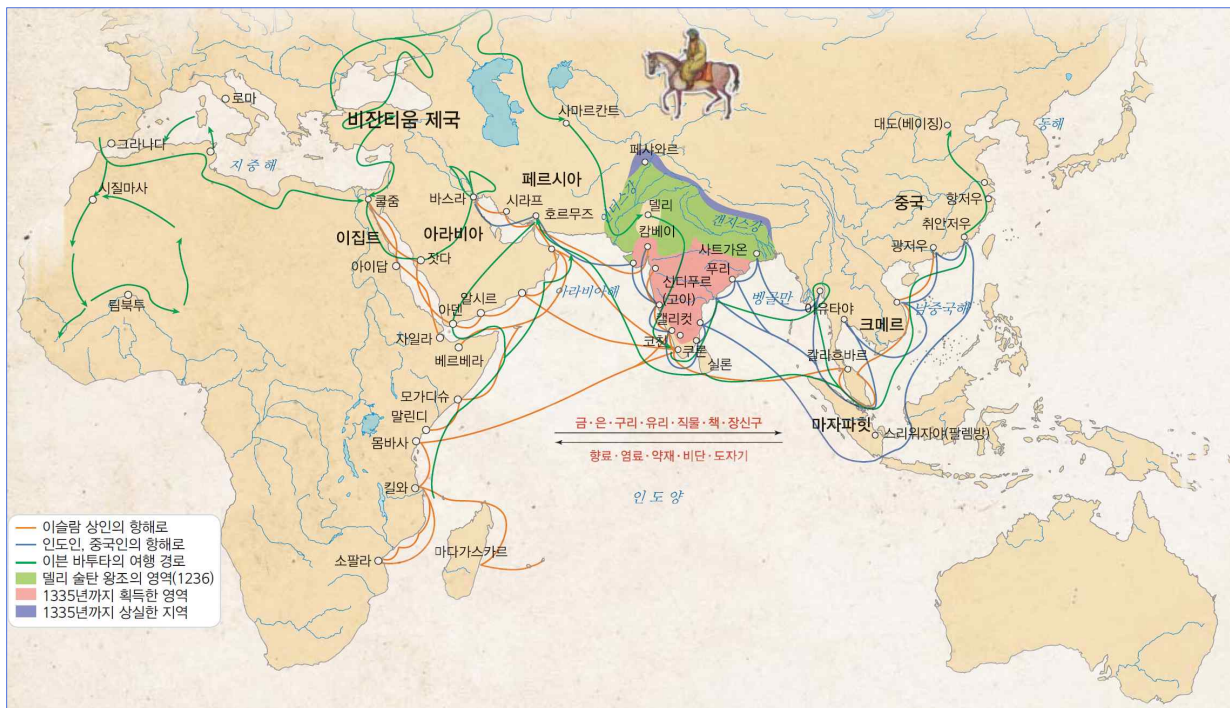 로마
비잔티움 제국
사마르칸트
대도(베이징)
동해
크라나다
지중해
페샤와르
시질마사
쿨줌
바스라
시라프
페르시아
호르무즈
인더스강
델리
갠지스강
중국
항저우
이집트
아라비아
캄베이
취안저우
아이답
잣다
사트가온
광저우
팀북투
아라비아해
산디푸르
(고아)
푸리
벵골만
아유타야
남중국해
아덴
알시르
캘리컷
크메르
자일라
베르베라
코친
쿠론
실론
칼라흐바르
모가디슈
말린디
몸바사
금·은·구리·유리·직물·책·장신구
향료·염료·약재·비단·도자기
마자파힛
스리위자야(팔렘방)
킬와
인도양
소팔라
마다가스카르
이슬람 상인의 항해로
인도인, 중국인의 항해로
이븐 바투타의 여행 경로
델리 술탄 왕조의 영역(1236)
1335년까지 획득한 영역
1335년까지 상실한 지역